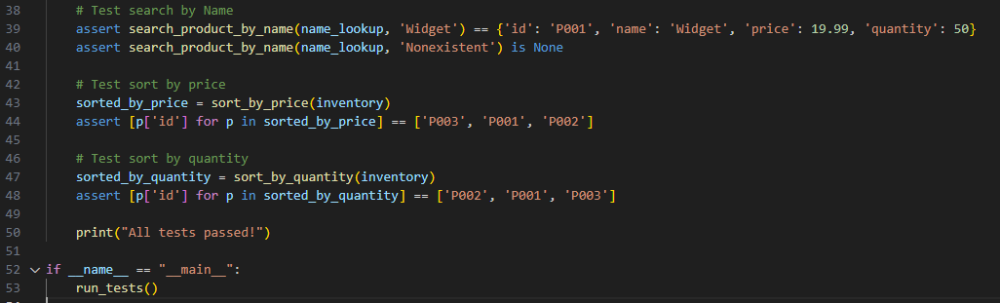 38 # Test search by Name
39 assert search_product_by_name(name_lookup, 'Widget') == {'id': 'P001', 'name': 'Widget', 'price': 19.99, 'quantity': 50}
40 assert search_product_by_name(name_lookup, 'Nonexistent') is None
41
42 # Test sort by price
43 sorted_by_price = sort_by_price(inventory)
44 assert [p['id'] for p in sorted_by_price] == ['P003', 'P001', 'P002']
45
46 # Test sort by quantity
47 sorted_by_quantity = sort_by_quantity(inventory)
48 assert [p['id'] for p in sorted_by_quantity] == ['P002', 'P001', 'P003']
49
50 print("All tests passed!")
51
52 if __name__ == "__main__":
53 run_tests()